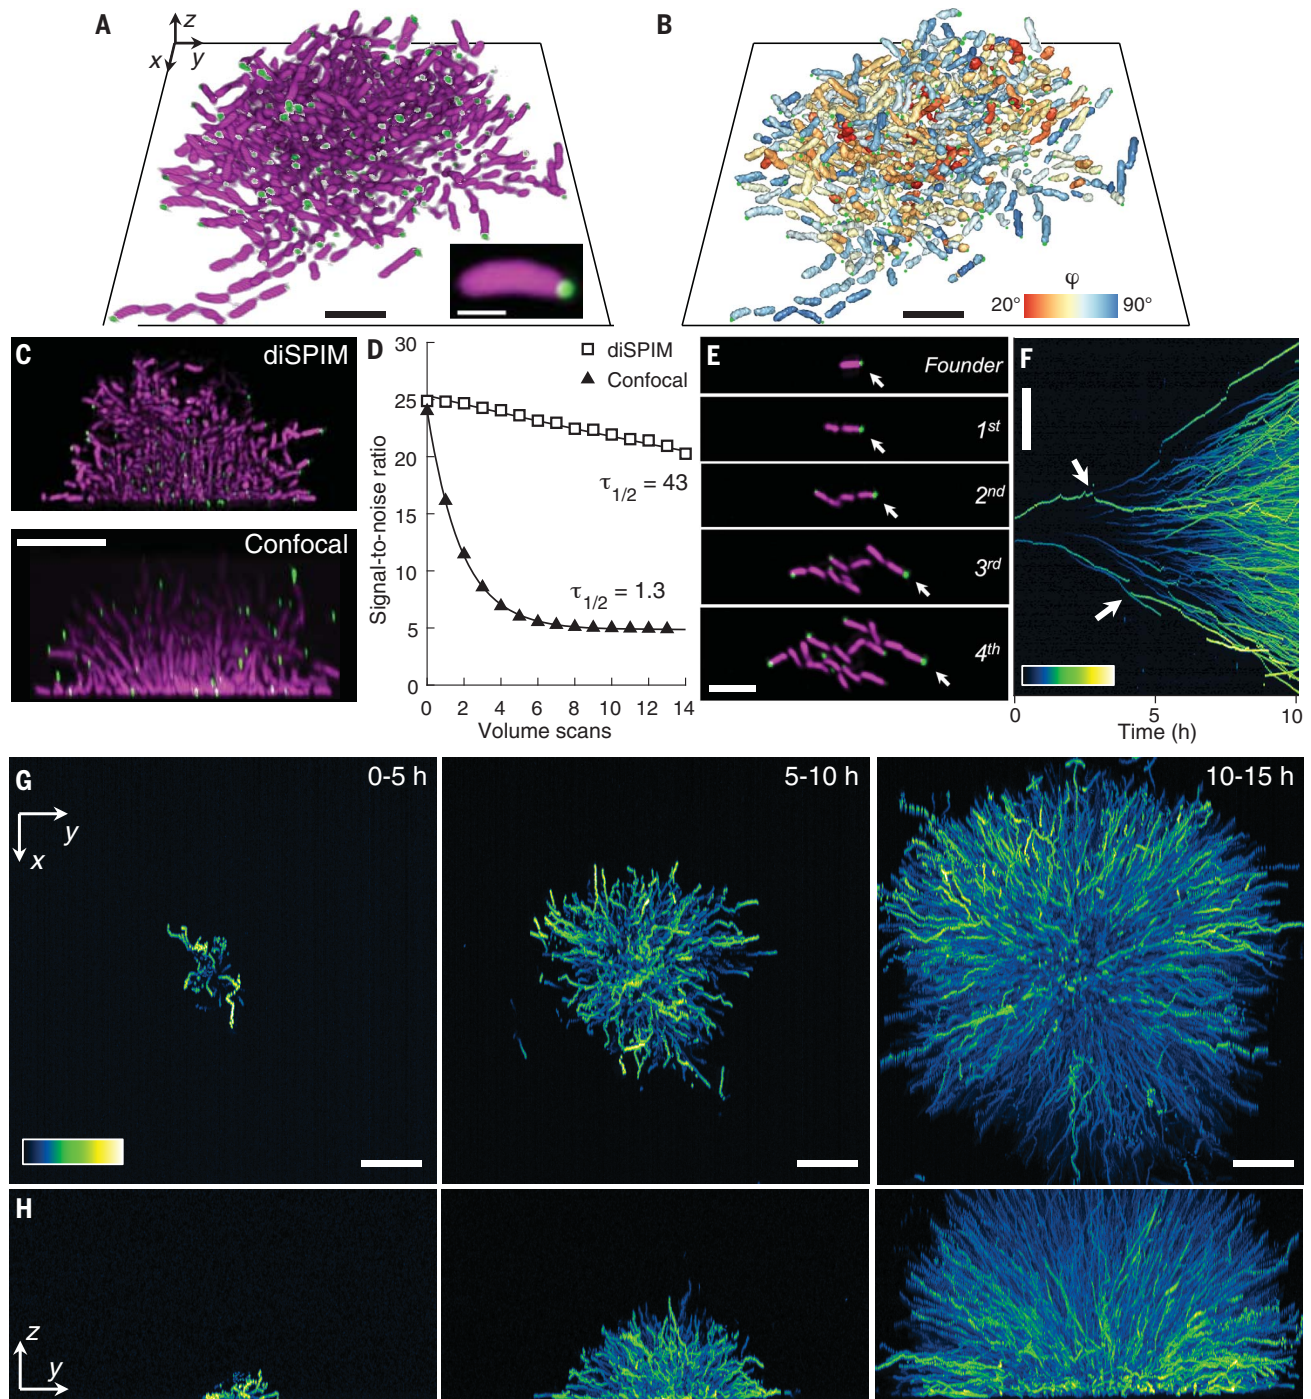 A
z
x
y
B
φ
20°
90°
C
diSPIM
Confocal
D
30
25
20
15
10
5
0
Signal-to-noise ratio
diSPIM
Confocal
τ1/2 = 43
τ1/2 = 1.3
0 2 4 6 8 10 12 14
Volume scans
E
Founder
1st
2nd
3rd
4th
F
0 5 10
Time (h)
G
y
x
0-5 h
5-10 h
10-15 h
H
z
y